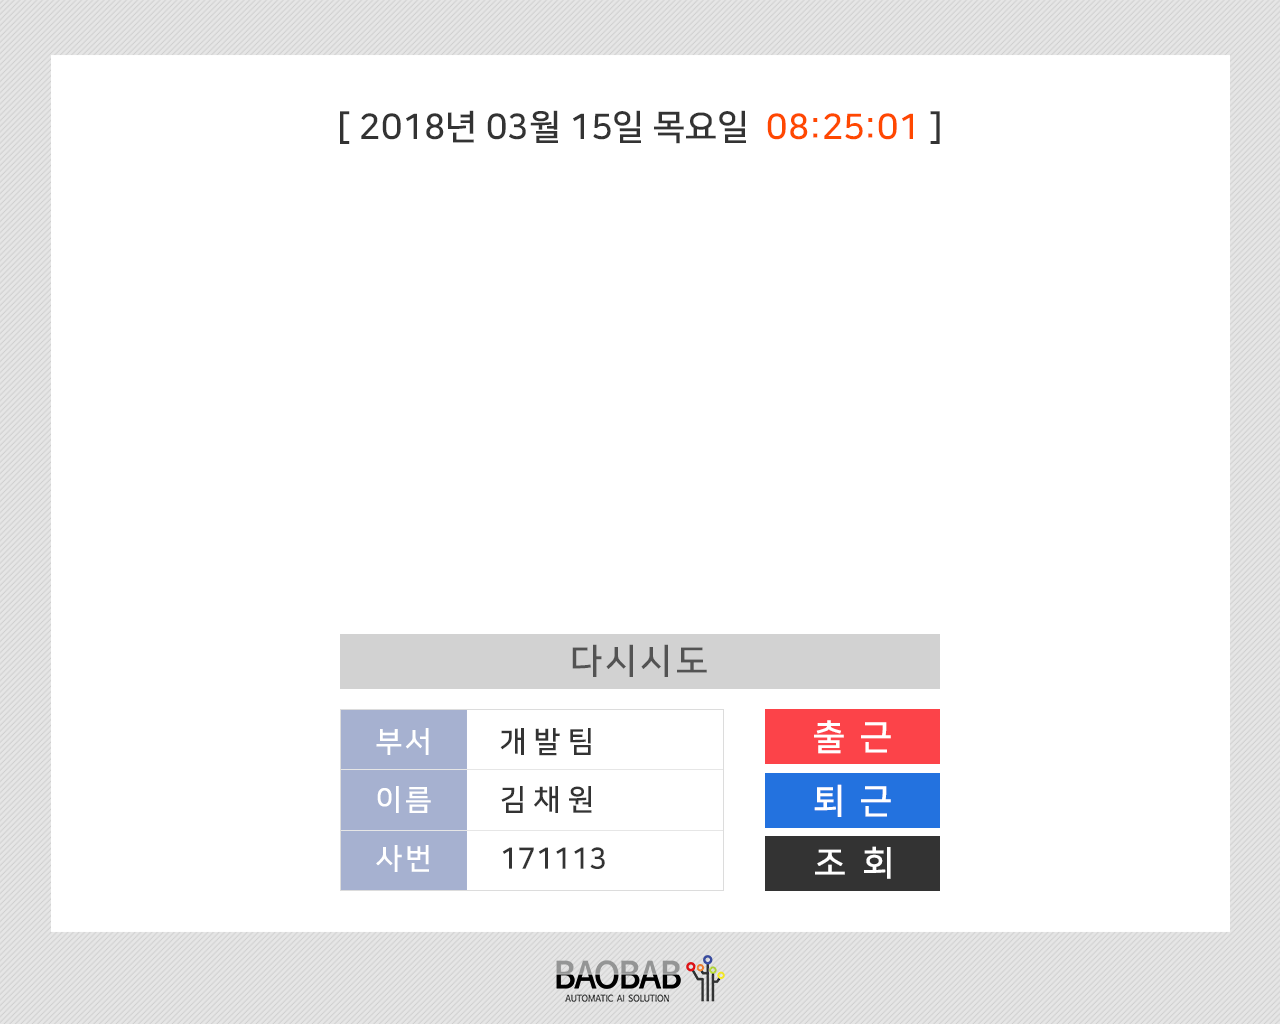 [ 2018년 03월 15일 목요일 08:25:01 ]
다시시도
부서 개발팀
이름 김채원
사번 171113
출 근
퇴 근
조 회
BAOBAB
AUTOMATIC AI SOLUTION